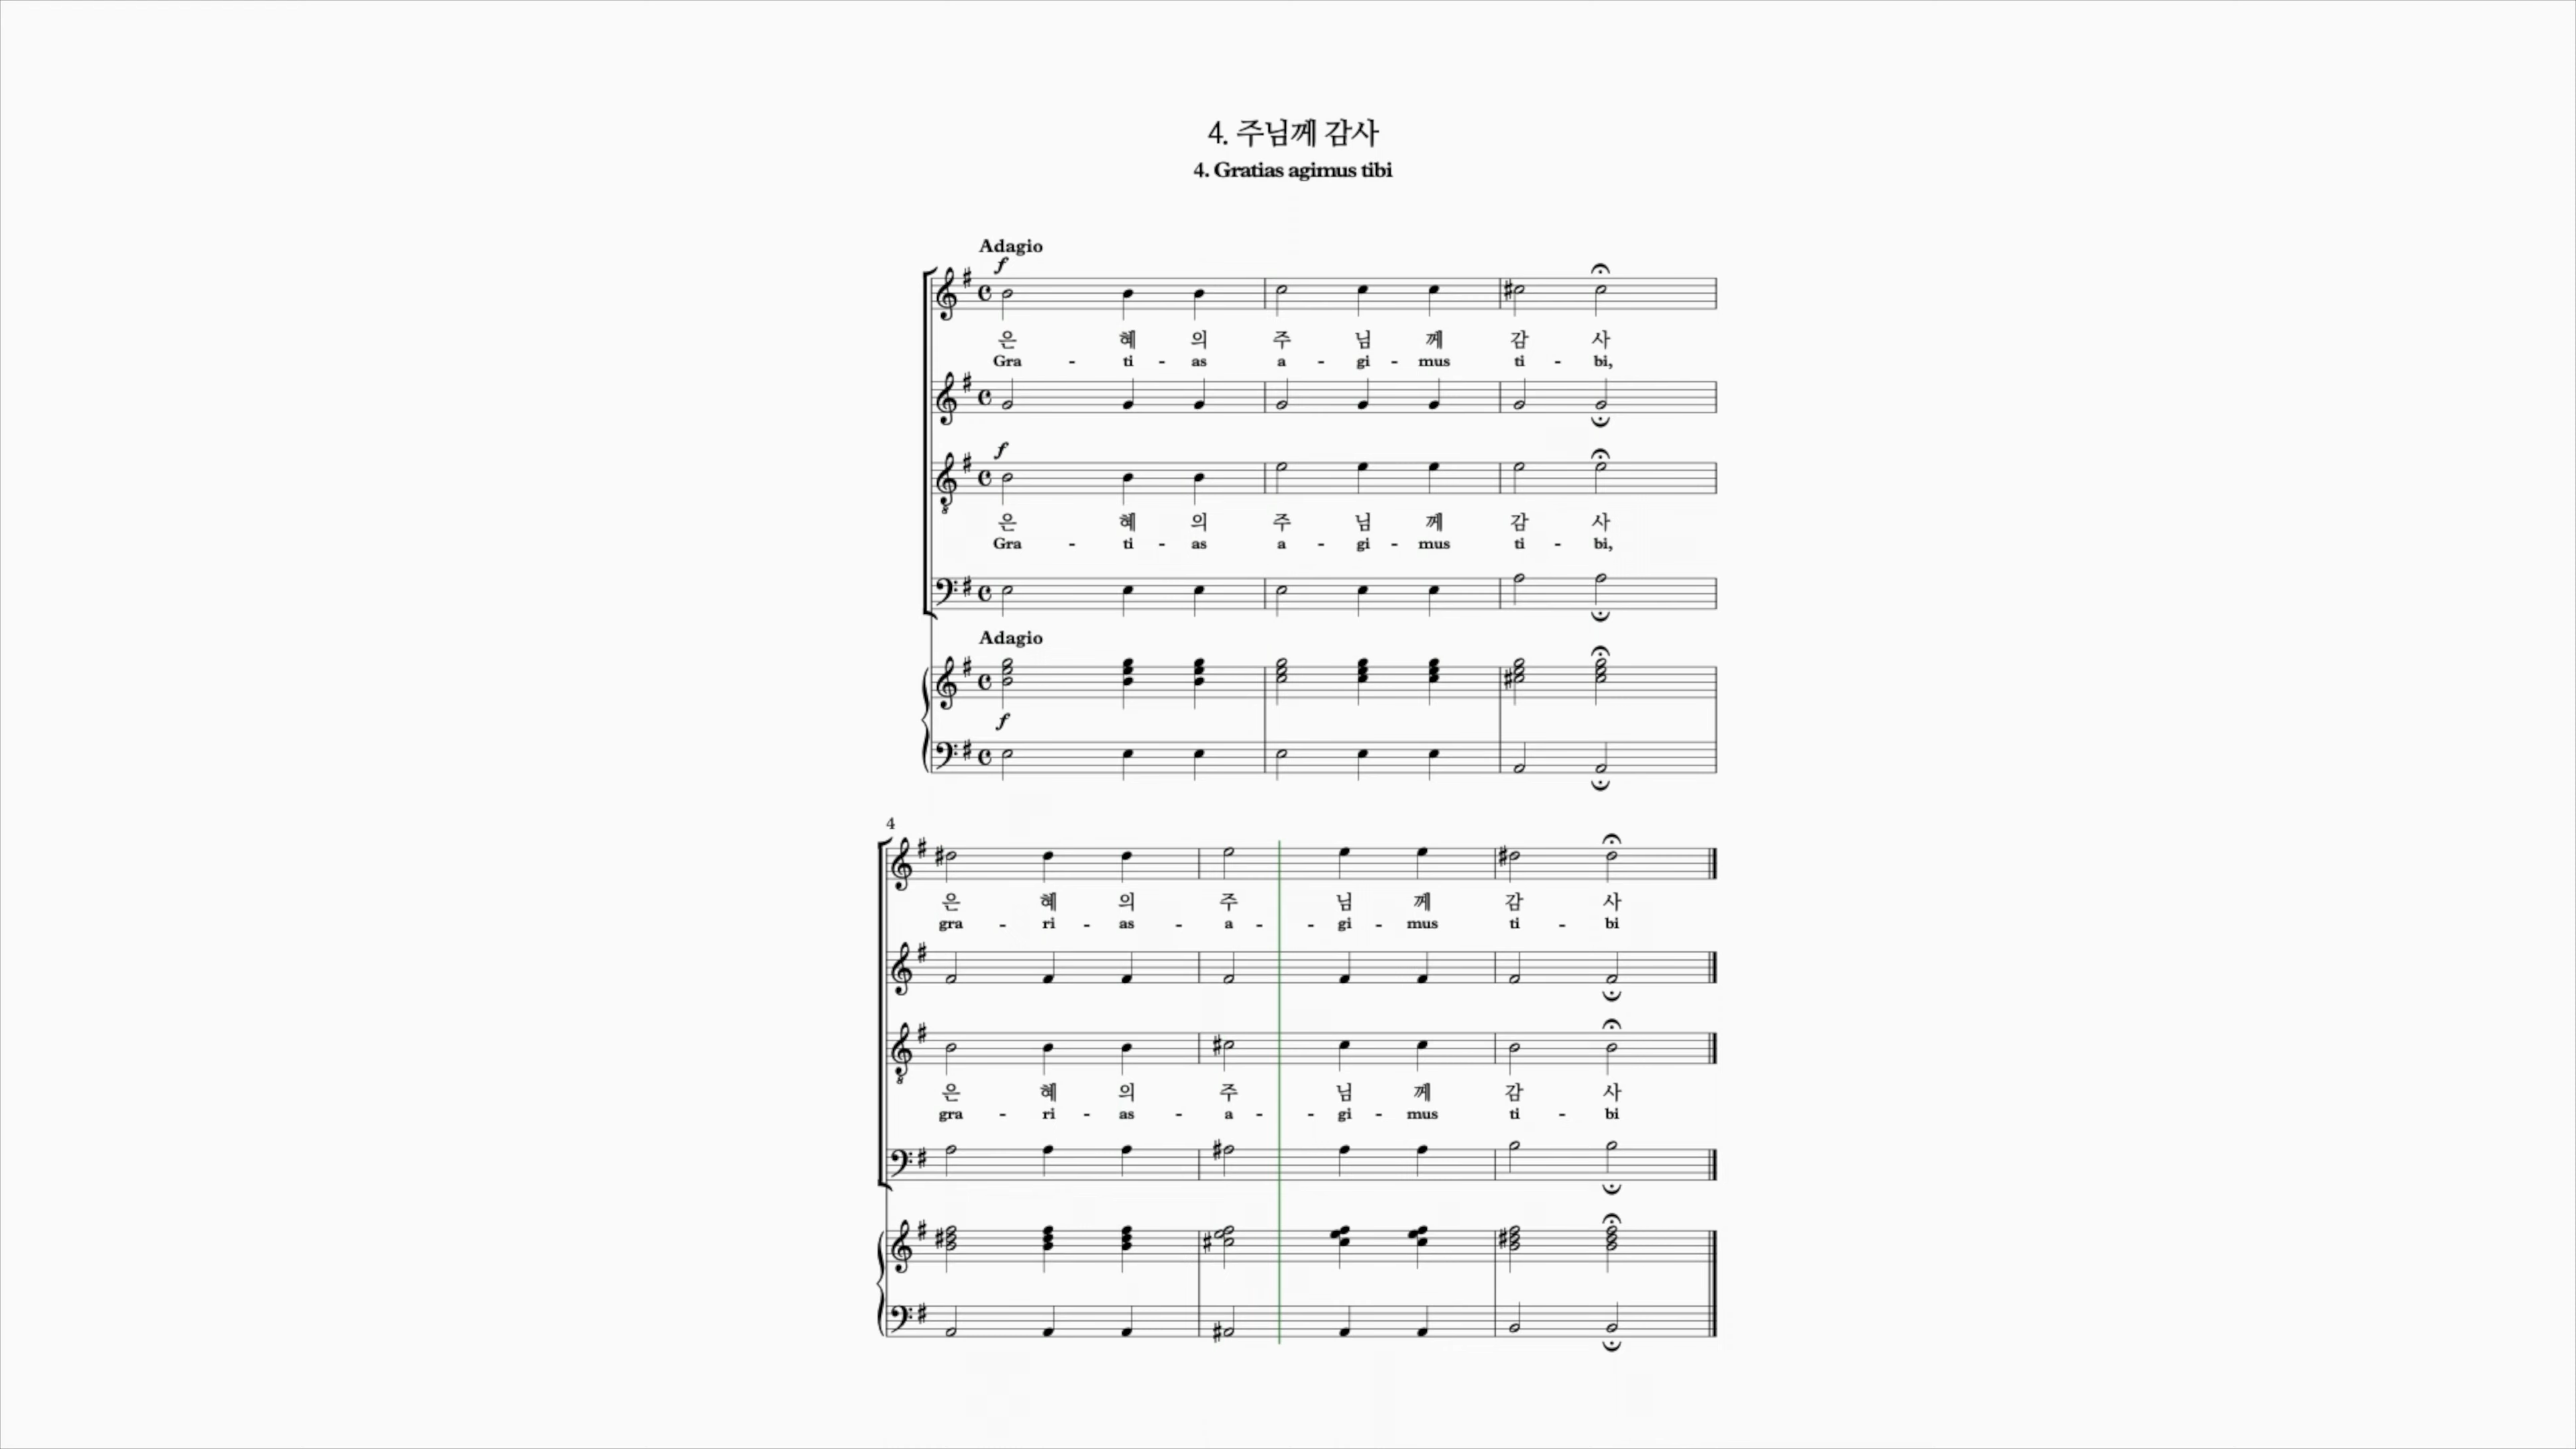 4. 주님께 감사
4. Gratias agimus tibi
Adagio
f
은 혜 의 주 님 께 감 사
Gra - ti - as a - gi - mus ti - bi,
f
은 혜 의 주 님 께 감 사
Gra - ti - as a - gi - mus ti - bi,
Adagio
f
4
은 혜 의 주 님 께 감 사
gra - ri - as - a - - gi - mus ti - bi
은 혜 의 주 님 께 감 사
gra - ri - as - a - - gi - mus ti - bi